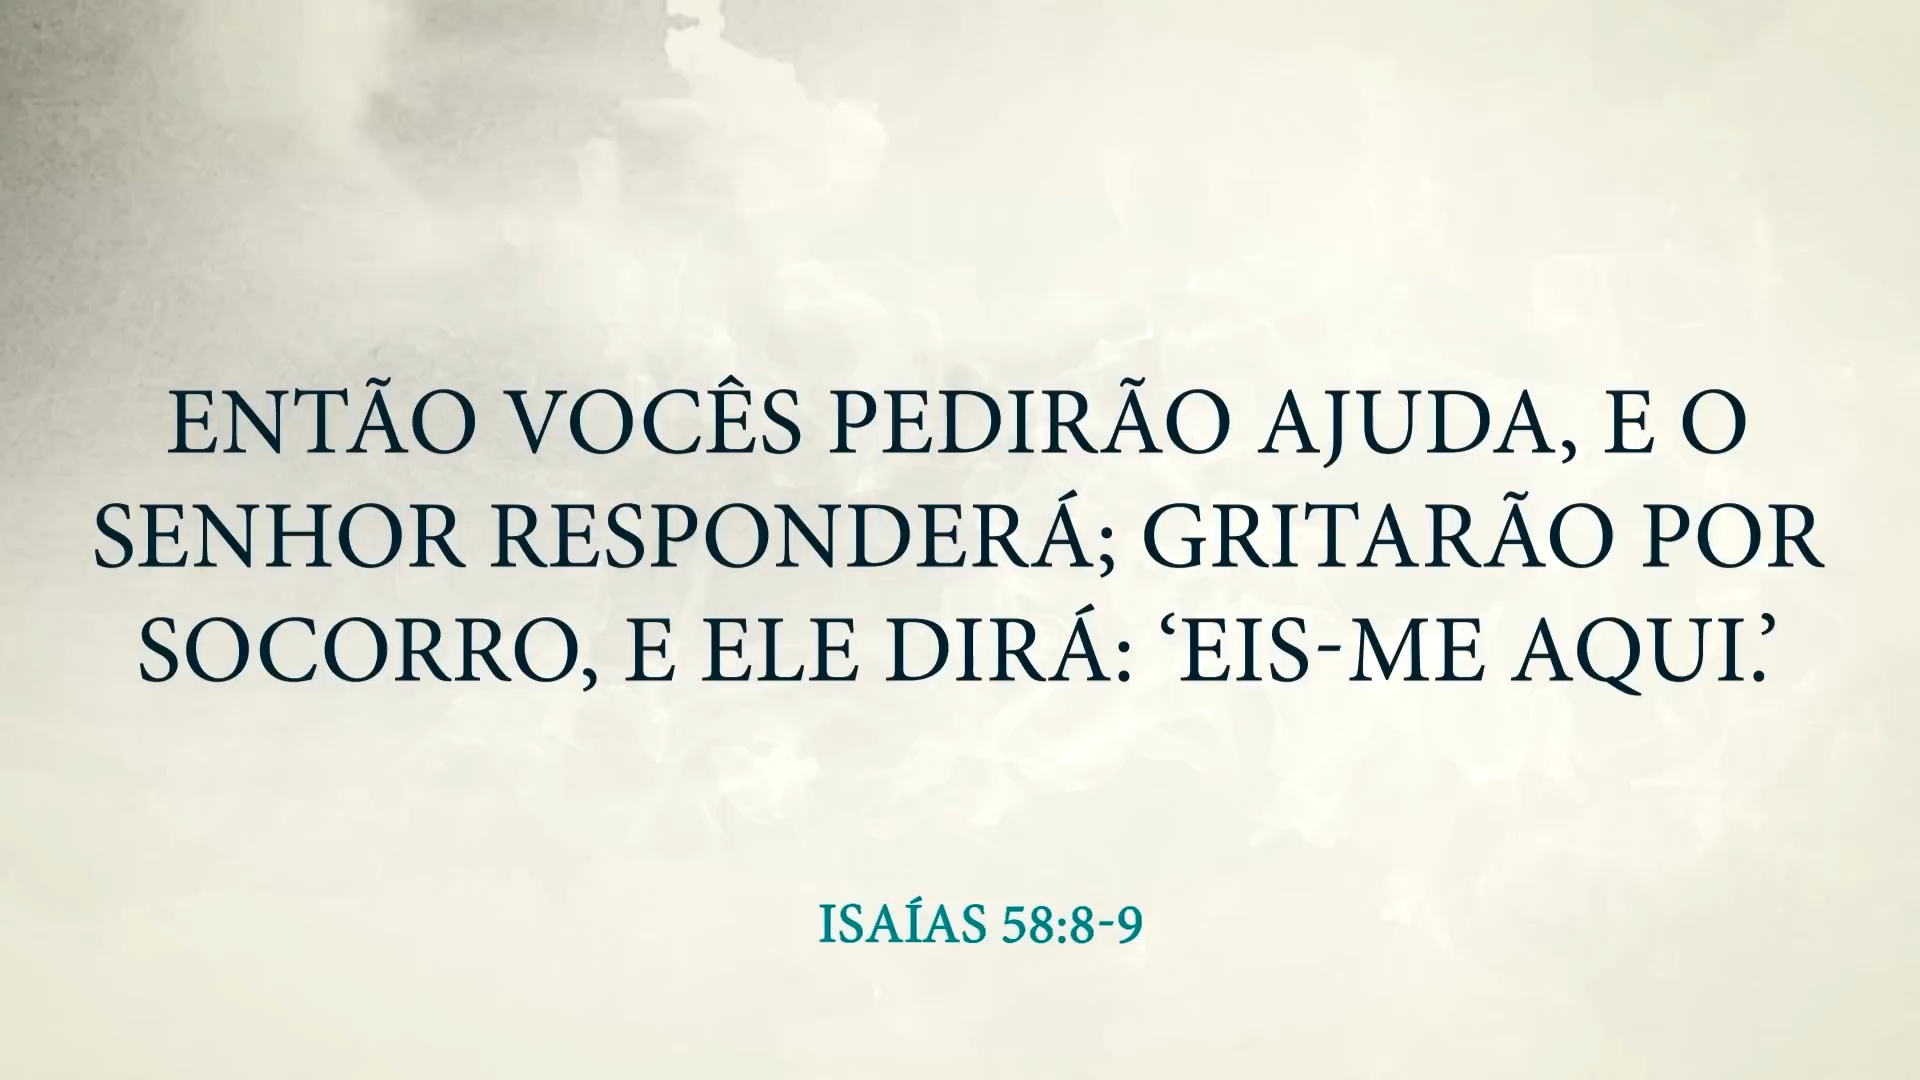 ENTÃO VOCÊS PEDIRÃO AJUDA, E O
SENHOR RESPONDERÁ; GRITARÃO POR
SOCORRO, E ELE DIRÁ: ‘EIS-ME AQUI.’
ISAÍAS 58:8-9